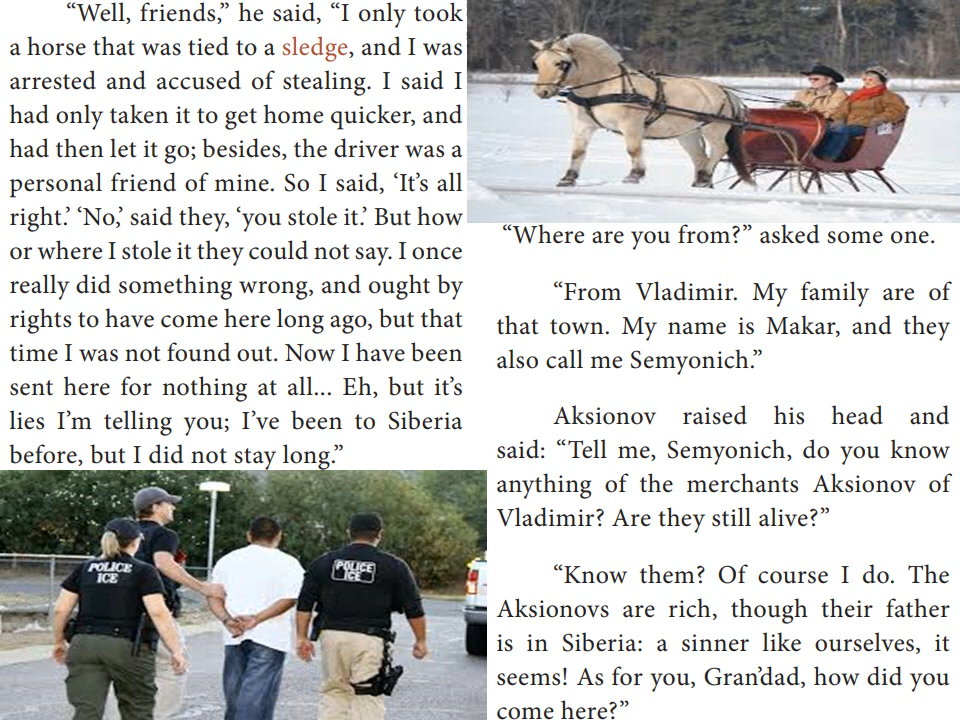 “Well, friends,” he said, “I only took
a horse that was tied to a sledge, and I was
arrested and accused of stealing. I said I
had only taken it to get home quicker, and
had then let it go; besides, the driver was a
personal friend of mine. So I said, ‘It’s all
right.’ ‘No,’ said they, ‘you stole it.’ But how
or where I stole it they could not say. I once
really did something wrong, and ought by
rights to have come here long ago, but that
time I was not found out. Now I have been
sent here for nothing at all... Eh, but it’s
lies I’m telling you; I’ve been to Siberia
before, but I did not stay long.”
POLICE
ICE
POLICE
ICE
“Where are you from?” asked some one.
“From Vladimir. My family are of
that town. My name is Makar, and they
also call me Semyonich.”
Aksionov raised his head and
said: “Tell me, Semyonich, do you know
anything of the merchants Aksionov of
Vladimir? Are they still alive?”
“Know them? Of course I do. The
Aksionovs are rich, though their father
is in Siberia: a sinner like ourselves, it
seems! As for you, Gran’dad, how did you
come here?”